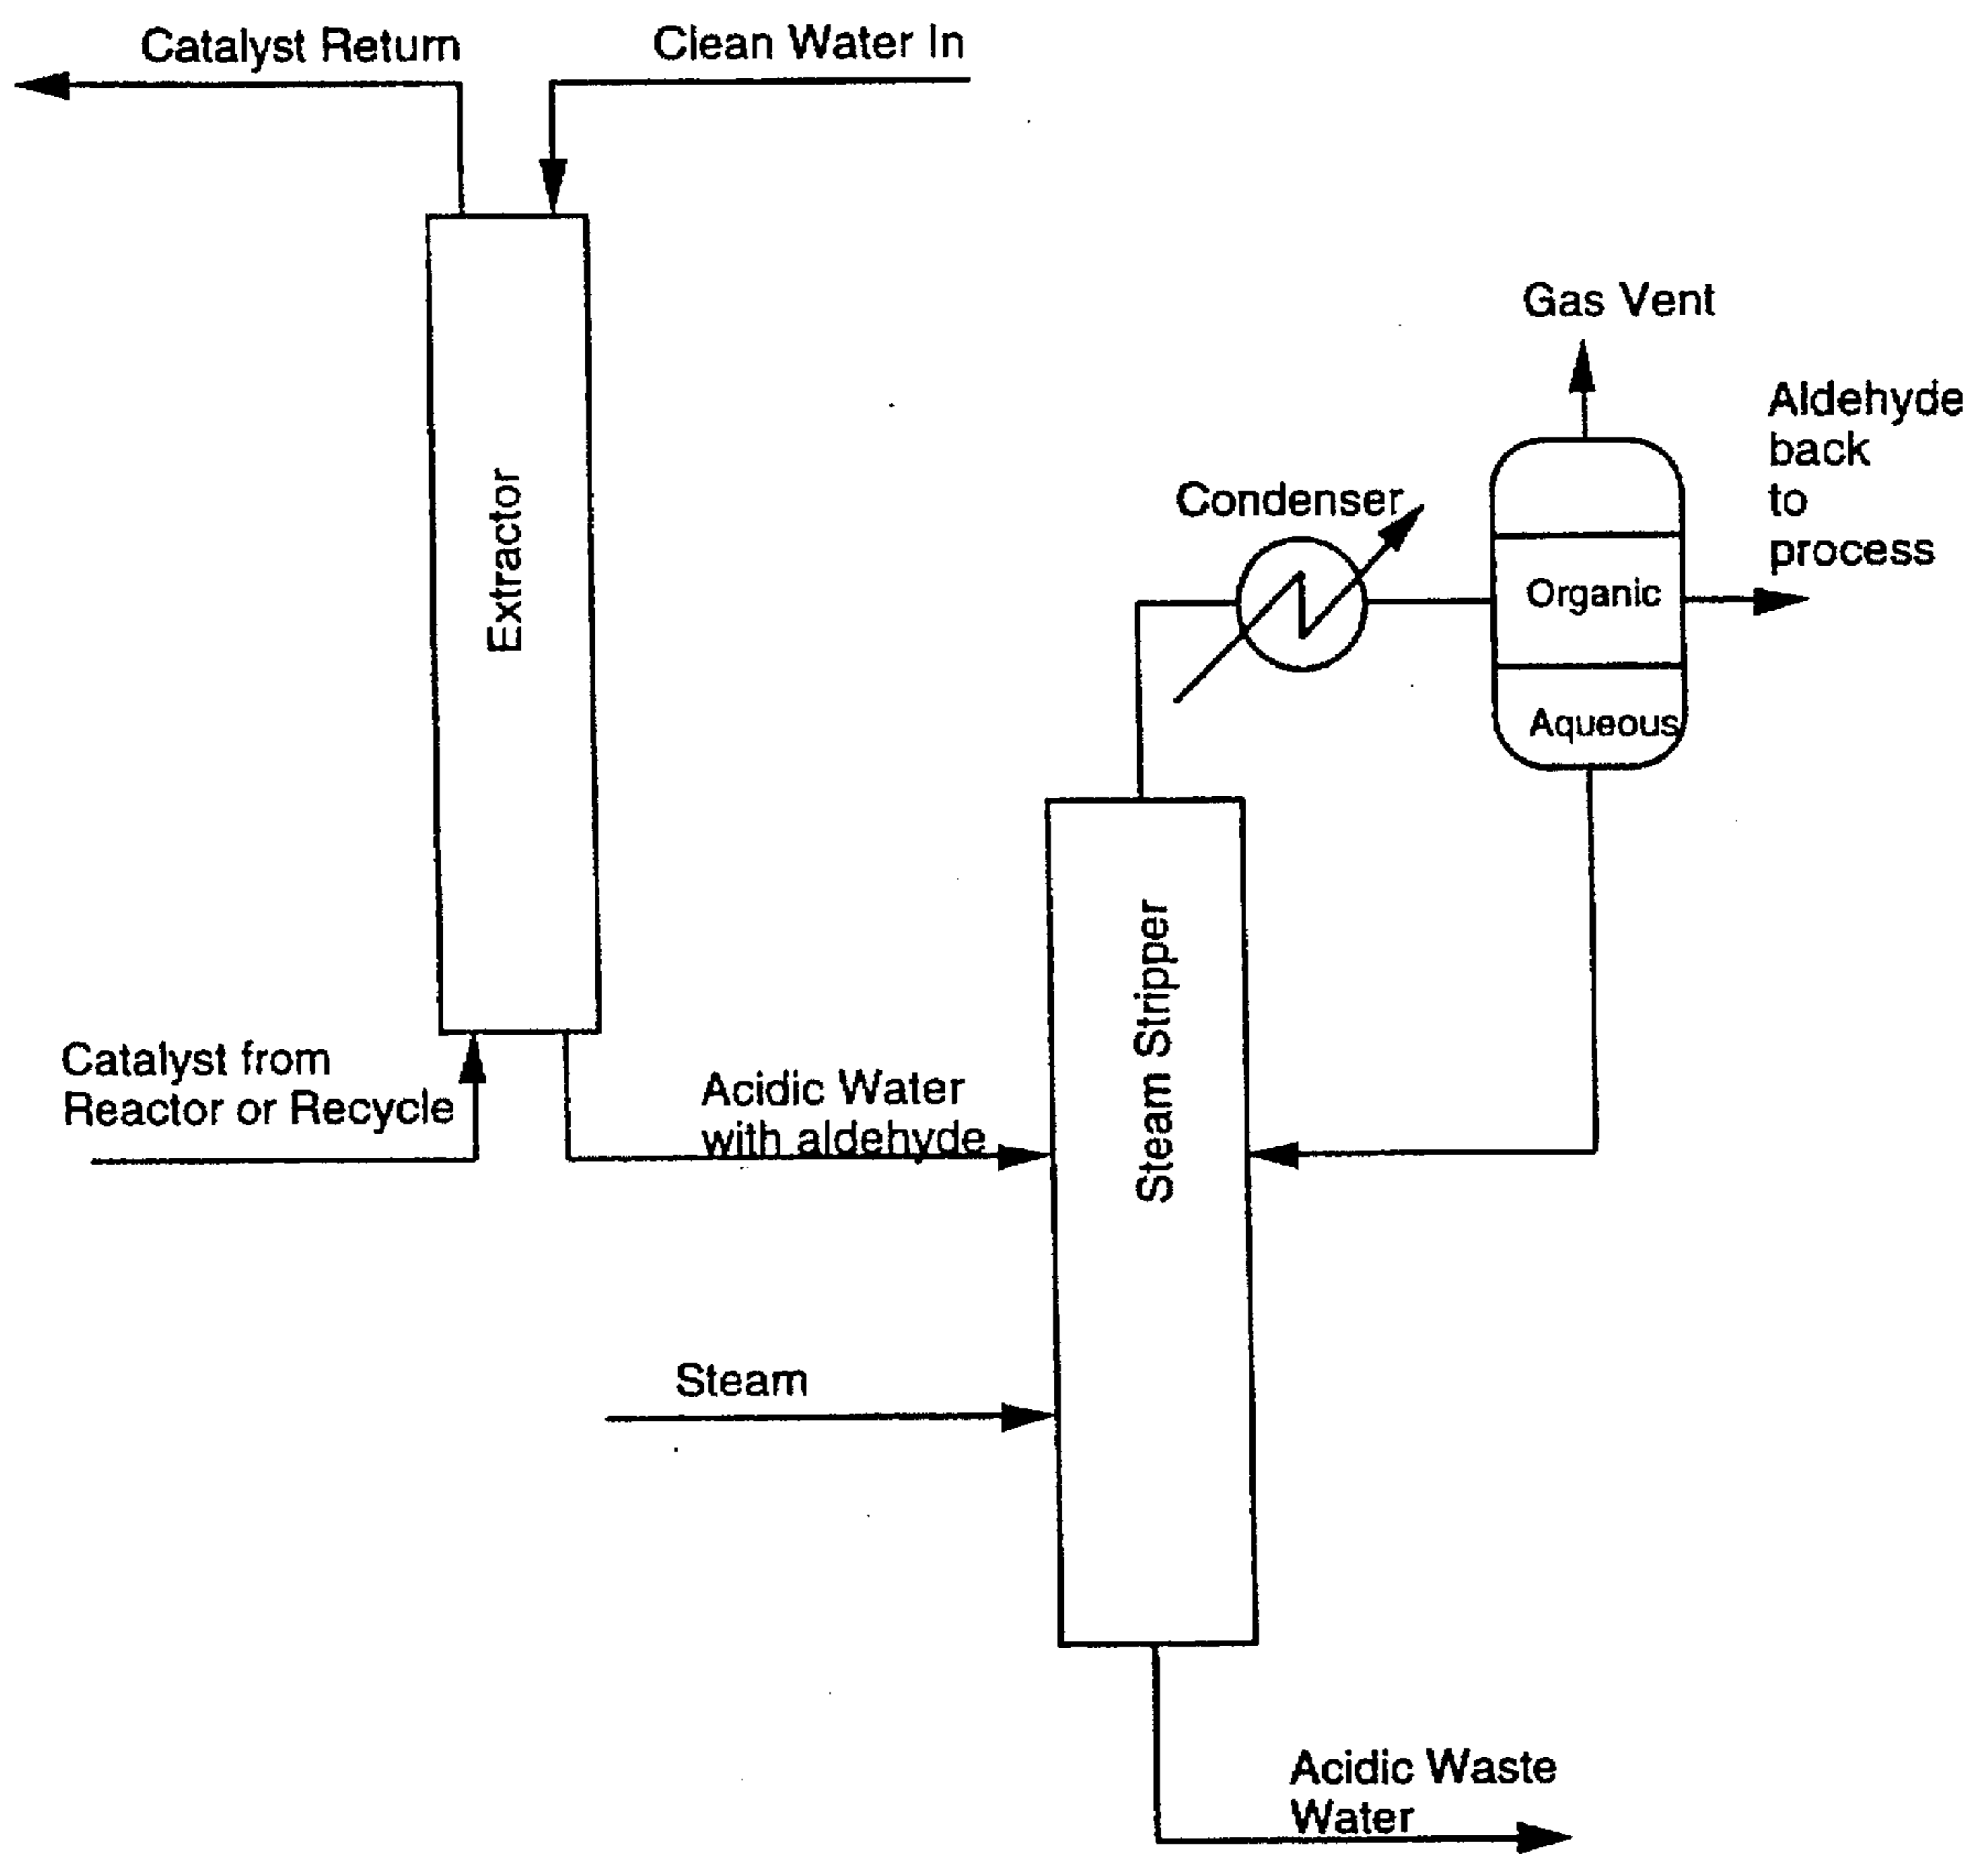 Catalyst Return
Clean Water In
Gas Vent
Aldehyde
back
to
process
Condenser
Extractor
Organic
Aqueous
Steam Stripper
Catalyst from
Reactor or Recycle
Acidic Water
with aldehyde
Steam
Acidic Waste
Water